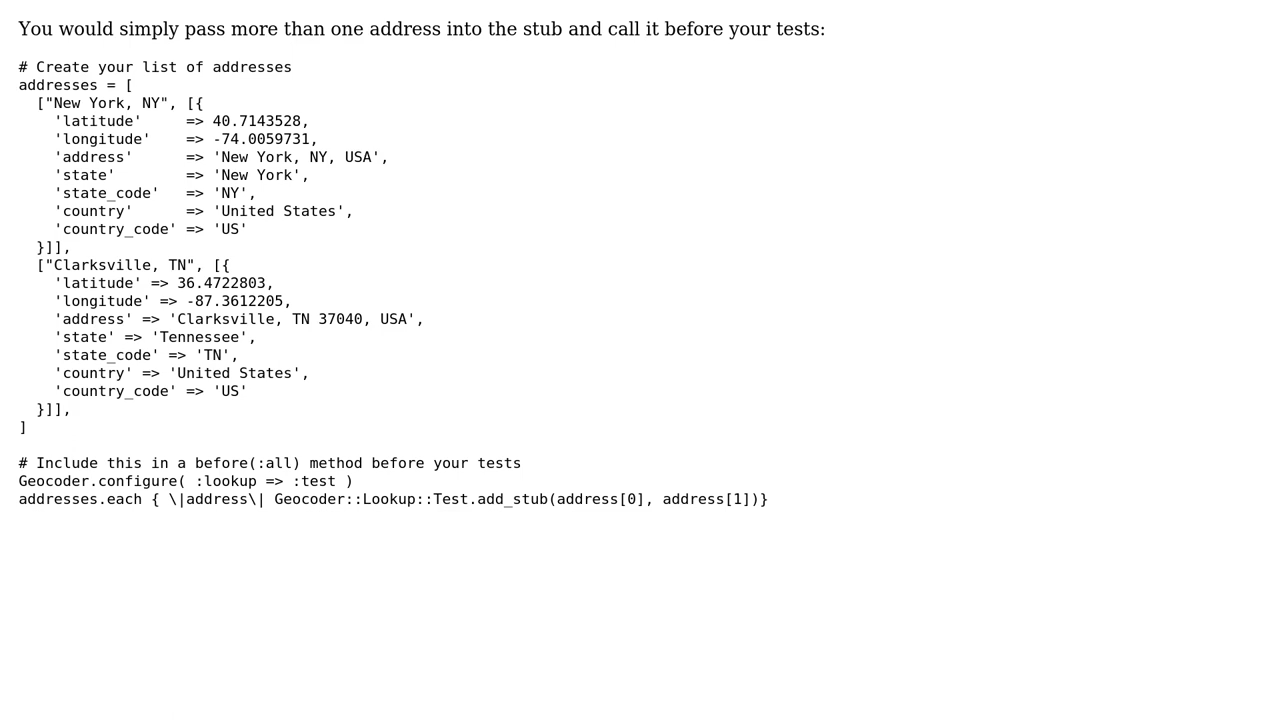 You would simply pass more than one address into the stub and call it before your tests:
# Create your list of addresses
addresses = [
  ["New York, NY", [{
    'latitude'     => 40.7143528,
    'longitude'    => -74.0059731,
    'address'      => 'New York, NY, USA',
    'state'        => 'New York',
    'state_code'   => 'NY',
    'country'      => 'United States',
    'country_code' => 'US'
  }]],
  ["Clarksville, TN", [{
    'latitude' => 36.4722803,
    'longitude' => -87.3612205,
    'address' => 'Clarksville, TN 37040, USA',
    'state' => 'Tennessee',
    'state_code' => 'TN',
    'country' => 'United States',
    'country_code' => 'US'
  }]],
]
# Include this in a before(:all) method before your tests
Geocoder.configure( :lookup => :test )
addresses.each { \|address\| Geocoder::Lookup::Test.add_stub(address[0], address[1])}